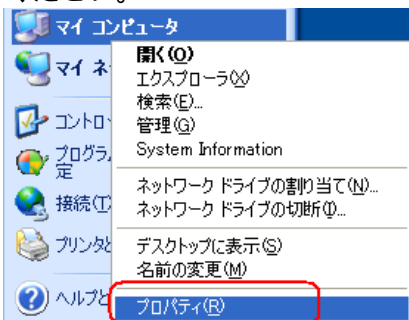 マイ コンピュータ
開く(O)
エクスプローラ(X)
検索(E)...
管理(G)
System Information
ネットワーク ドライブの割り当て(N)...
ネットワーク ドライブの切断(I)...
デスクトップに表示(S)
名前の変更(M)
プロパティ(R)
マイ ネ
コントロ
プログラ
定
接続(T)
プリンタと
ヘルプと